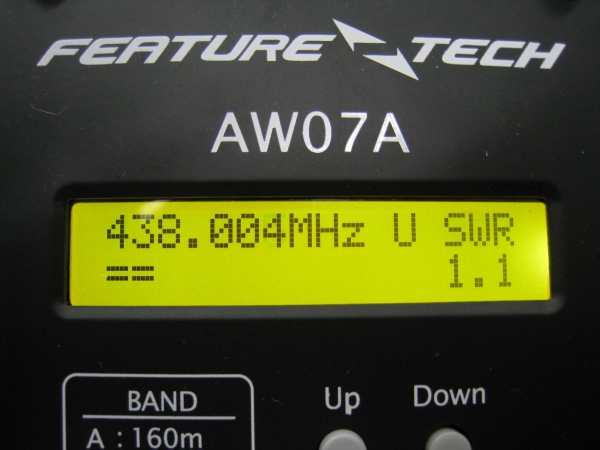 FEATURE TECH
AW07A
438.004MHz U SWR
== 1.1
Up Down
BAND
A : 160m